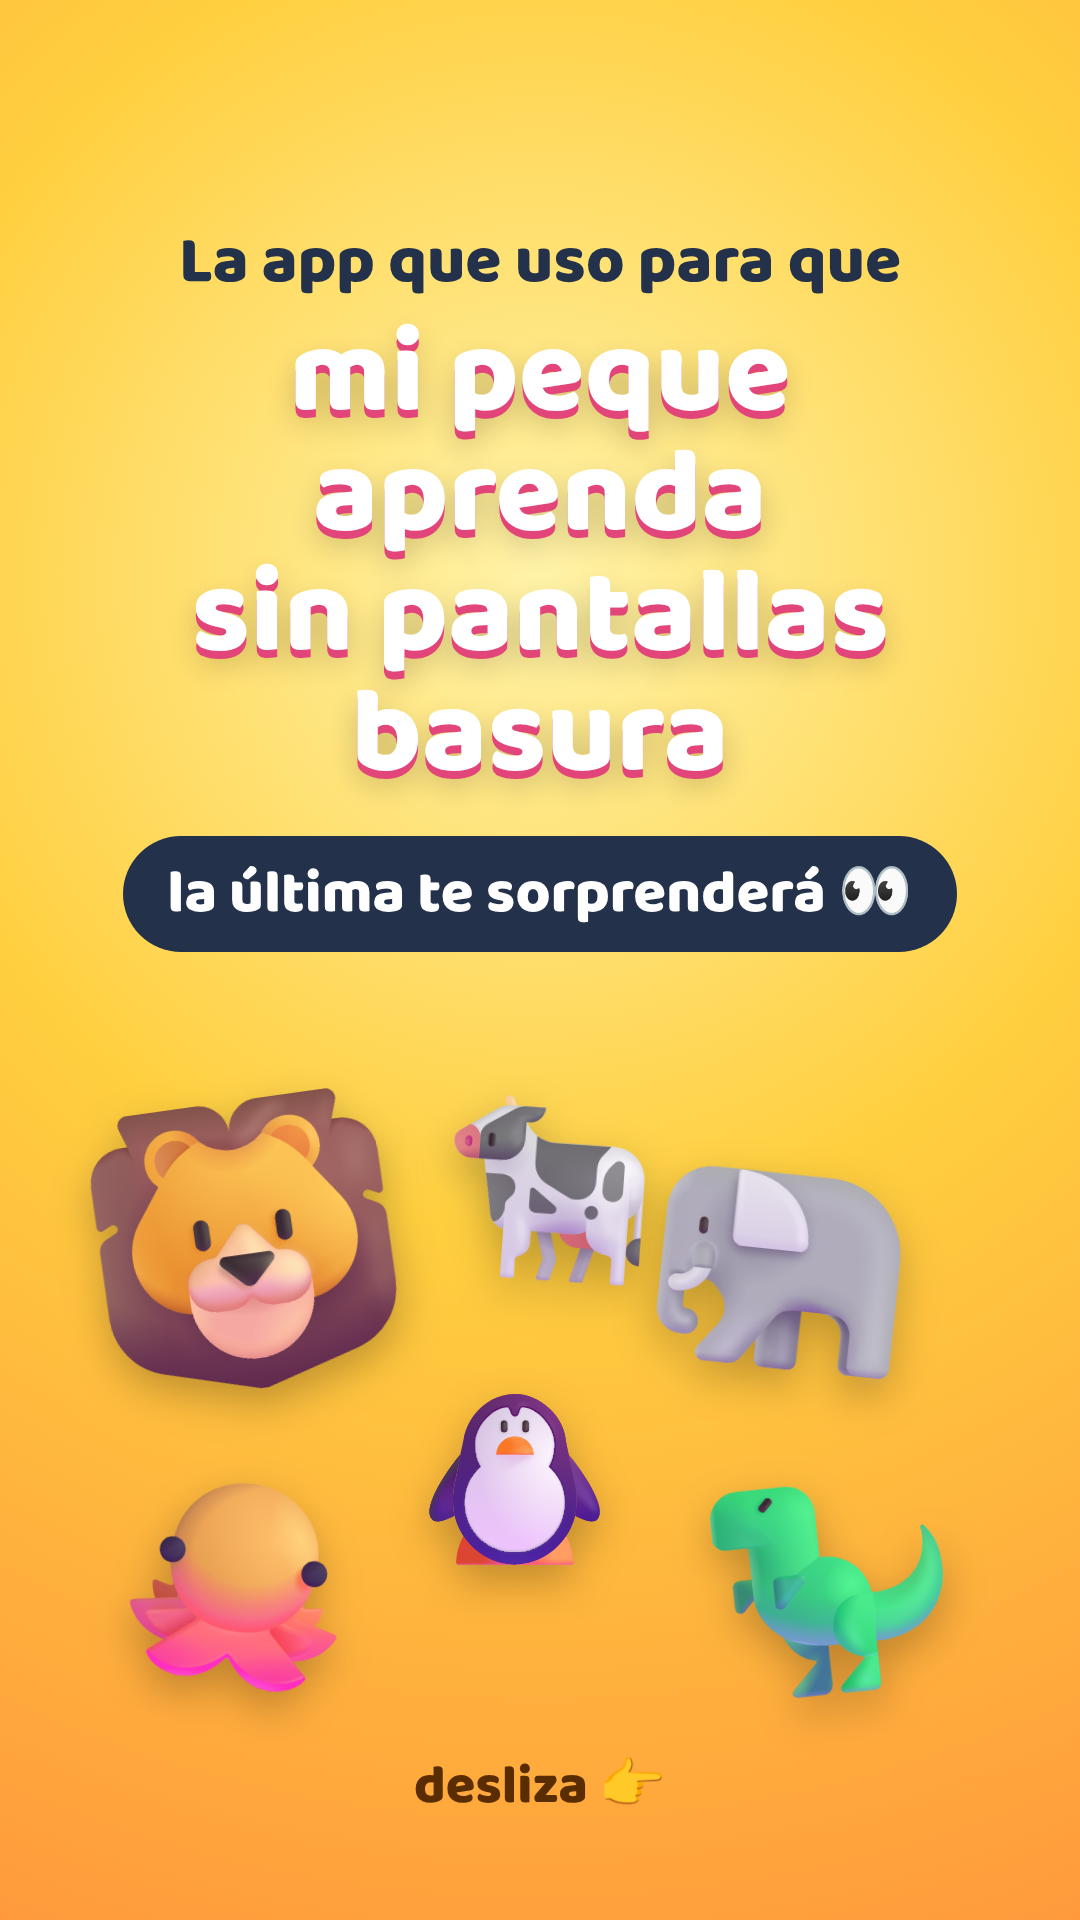 La app que uso para que
mi peque
aprenda
sin pantallas
basura
la última te sorprenderá 👀
desliza 👉